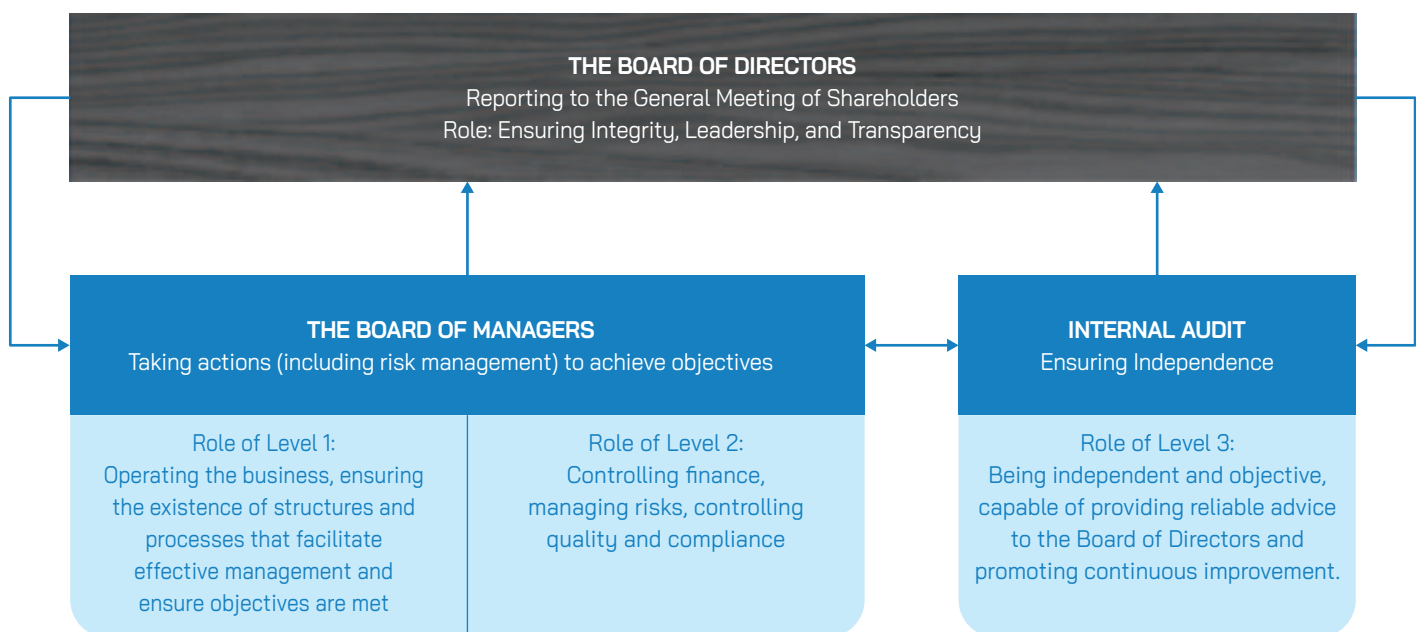 THE BOARD OF DIRECTORS
Reporting to the General Meeting of Shareholders
Role: Ensuring Integrity, Leadership, and Transparency
THE BOARD OF MANAGERS
Taking actions (including risk management) to achieve objectives
INTERNAL AUDIT
Ensuring Independence
Role of Level 1:
Operating the business, ensuring
the existence of structures and
processes that facilitate
effective management and
ensure objectives are met
Role of Level 2:
Controlling finance,
managing risks, controlling
quality and compliance
Role of Level 3:
Being independent and objective,
capable of providing reliable advice
to the Board of Directors and
promoting continuous improvement.